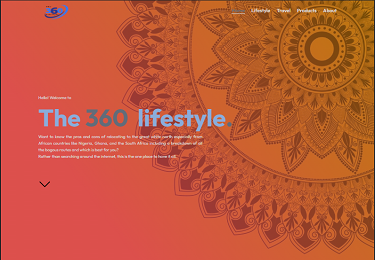 360
Lifestyle Travel Products About
Hello! Welcome to
The 360 lifestyle.
Want to know the pros and cons of relocating to the great white north especially from
African countries like Nigeria, Ghana, and the South Africa including a breakdown of all
the bogus routes and which is best for you?
Rather than searching around the internet, this is the one place to have it all.